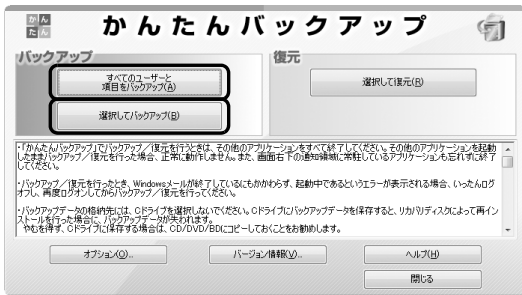 かん
たん
かんたんバックアップ
バックアップ
復元
すべてのユーザーと
項目をバックアップ(A)
選択してバックアップ(B)
選択して復元(R)
・「かんたんバックアップ」でバックアップ／復元を行うときは、その他のアプリケーションをすべて終了してください。その他のアプリケーションを起動
したままバックアップ／復元を行った場合、正常に動作しません。また、画面右下の通知領域に常駐しているアプリケーションも忘れずに終了
してください。
・バックアップ／復元を行ったとき、Windowsメールが終了しているにもかかわらず、起動中であるというエラーが表示される場合、いったんログ
オフし、再度ログオンしてからバックアップ／復元を行ってください。
・バックアップデータの格納先には、Cドライブを選択しないでください。Cドライブにバックアップデータを保存すると、リカバリディスクによって再イン
ストールを行った場合に、バックアップデータが失われます。
やむを得ず、Cドライブに保存する場合は、CD/DVD/BDにコピーしておくことをお勧めします。
オプション(O)...
バージョン情報(V)...
ヘルプ(H)
閉じる